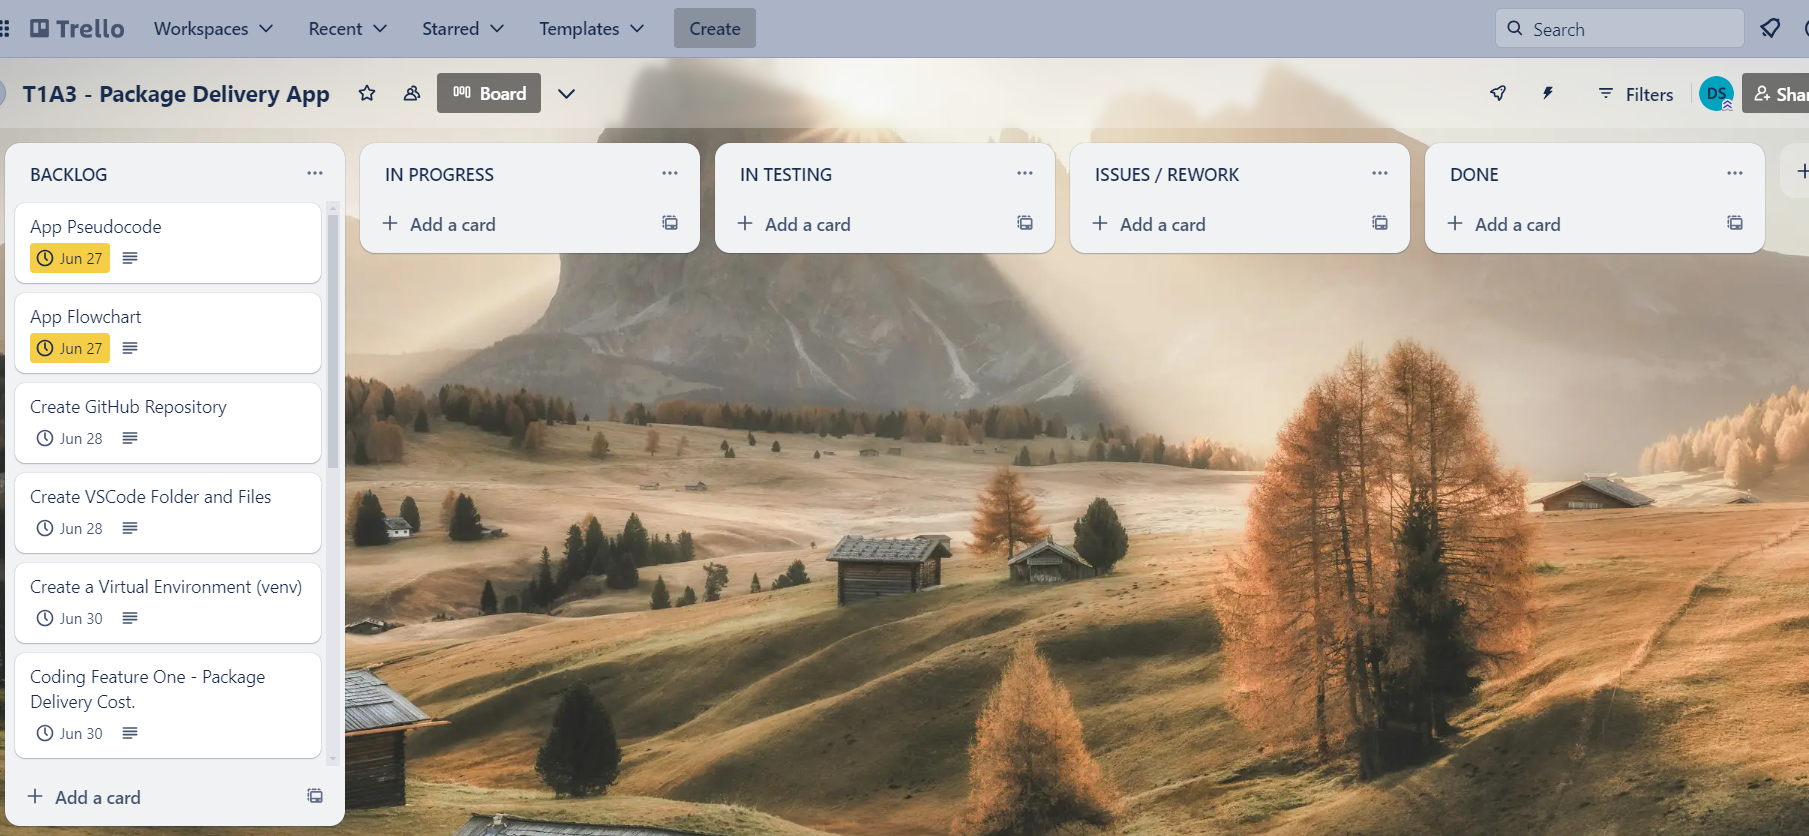 Trello Workspaces Recent Starred Templates Create Search
T1A3 - Package Delivery App Board Filters DS Shar
BACKLOG
App Pseudocode
Jun 27
App Flowchart
Jun 27
Create GitHub Repository
Jun 28
Create VSCode Folder and Files
Jun 28
Create a Virtual Environment (venv)
Jun 30
Coding Feature One - Package
Delivery Cost.
Jun 30
Add a card
IN PROGRESS
Add a card
IN TESTING
Add a card
ISSUES / REWORK
Add a card
DONE
Add a card